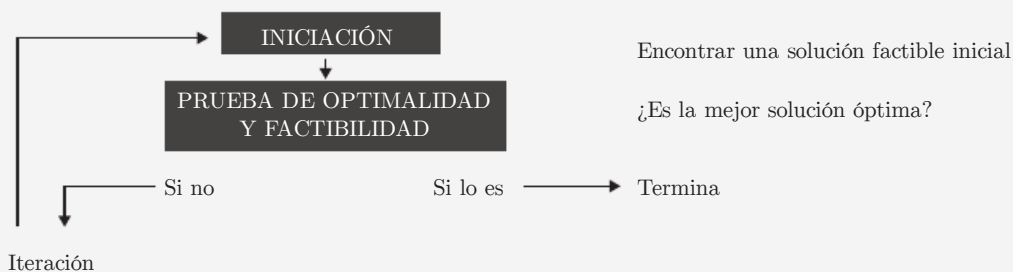 INICIACIÓN
Encontrar una solución factible inicial
PRUEBA DE OPTIMALIDAD
Y FACTIBILIDAD
¿Es la mejor solución óptima?
Si no
Si lo es
Termina
Iteración